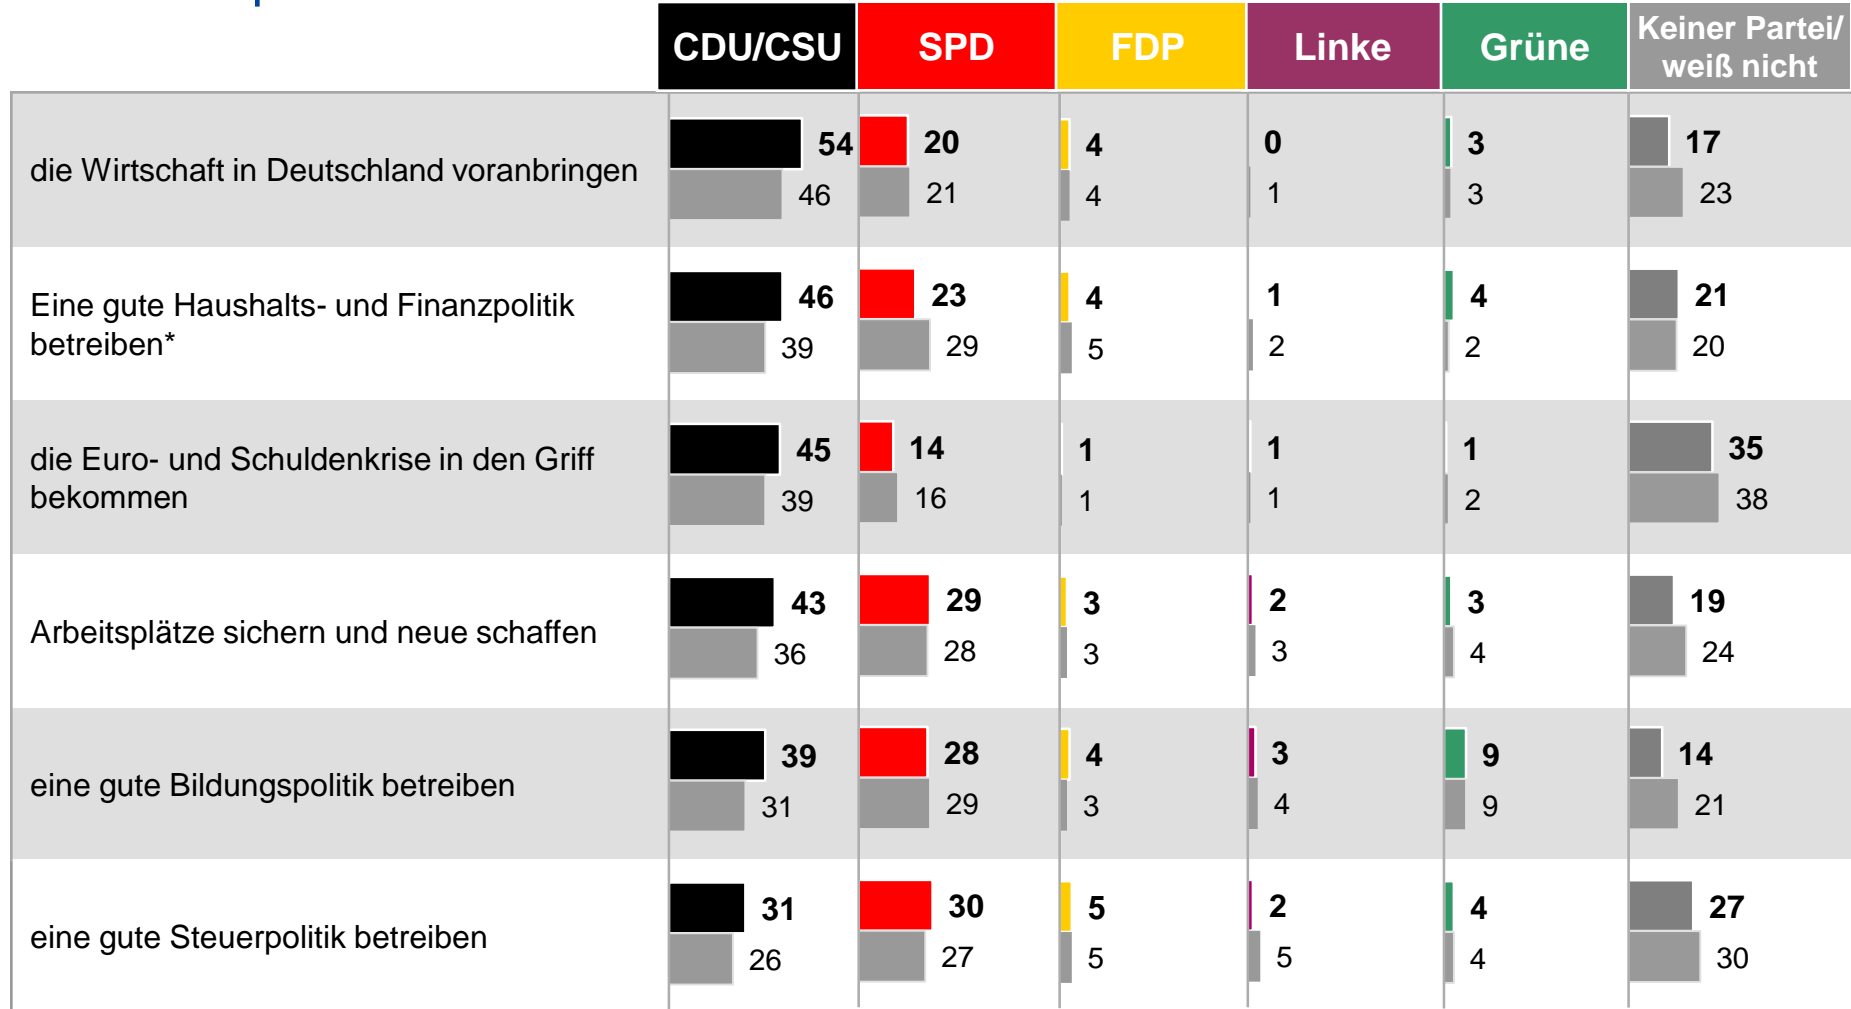 CDU/CSU SPD FDP Linke Grüne Keiner Partei/
weiß nicht
die Wirtschaft in Deutschland voranbringen
54 20 4 0 3 17
46 21 4 1 3 23
Eine gute Haushalts- und Finanzpolitik
betreiben*
46 23 4 1 4 21
39 29 5 2 2 20
die Euro- und Schuldenkrise in den Griff
bekommen
45 14 1 1 1 35
39 16 1 1 2 38
Arbeitsplätze sichern und neue schaffen
43 29 3 2 3 19
36 28 3 3 4 24
eine gute Bildungspolitik betreiben
39 28 4 3 9 14
31 29 3 4 9 21
eine gute Steuerpolitik betreiben
31 30 5 2 4 27
26 27 5 5 4 30